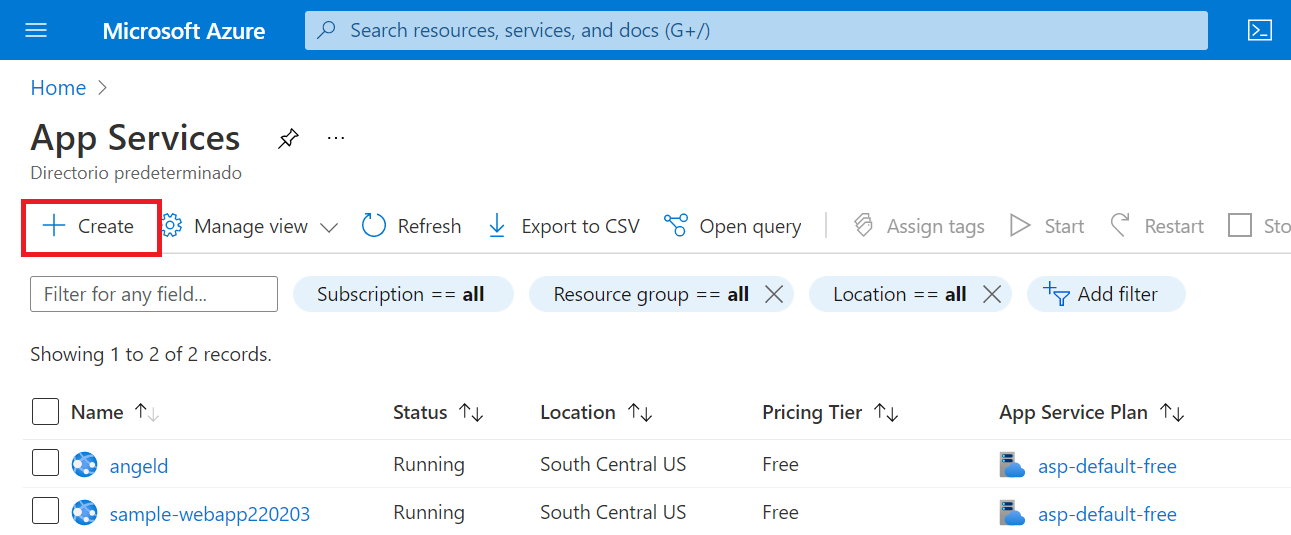 Microsoft Azure Search resources, services, and docs (G+/)
Home
App Services
Directorio predeterminado
Create Manage view Refresh Export to CSV Open query Assign tags Start Restart Sto
Filter for any field... Subscription == all Resource group == all Location == all Add filter
Showing 1 to 2 of 2 records.
Name Status Location Pricing Tier App Service Plan
angeld Running South Central US Free asp-default-free
sample-webapp220203 Running South Central US Free asp-default-free